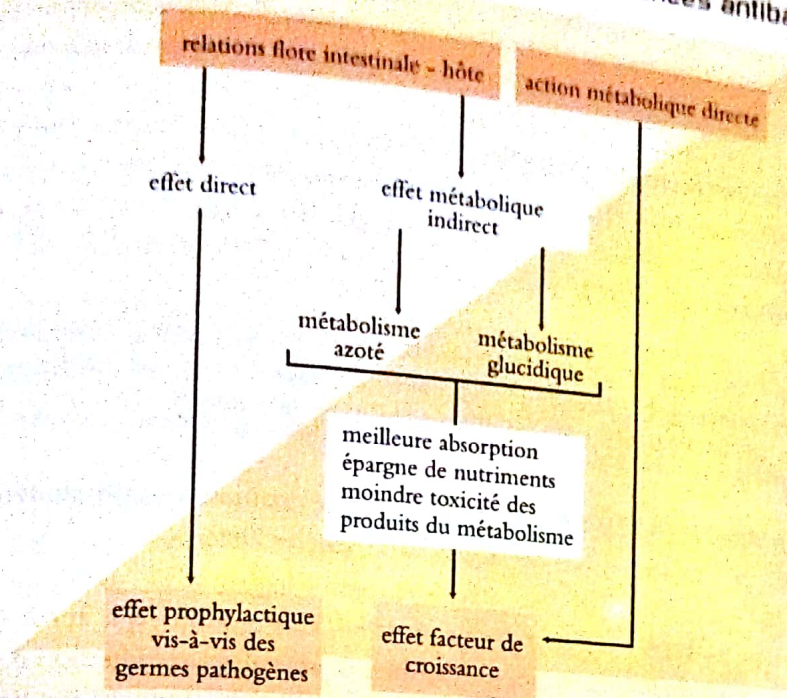 relations flore intestinale - hôte
action métabolique directe
effet direct
effet métabolique
indirect
métabolisme
azoté
métabolisme
glucidique
meilleure absorption
épargne de nutriments
moindre toxicité des
produits du métabolisme
effet prophylactique
vis-à-vis des
germes pathogènes
effet facteur de
croissance